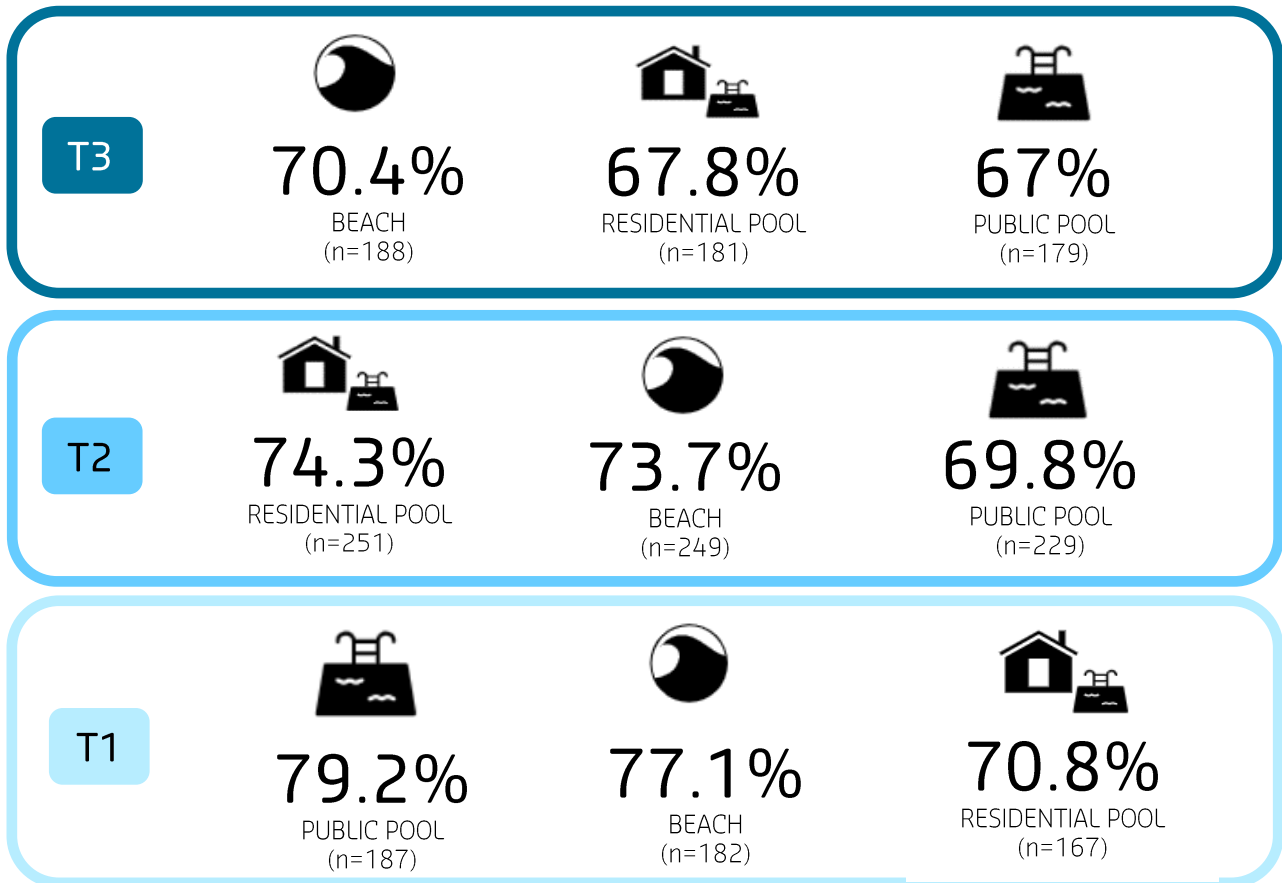 T3
70.4%
BEACH
(n=188)
67.8%
RESIDENTIAL POOL
(n=181)
67%
PUBLIC POOL
(n=179)
T2
74.3%
RESIDENTIAL POOL
(n=251)
73.7%
BEACH
(n=249)
69.8%
PUBLIC POOL
(n=229)
T1
79.2%
PUBLIC POOL
(n=187)
77.1%
BEACH
(n=182)
70.8%
RESIDENTIAL POOL
(n=167)